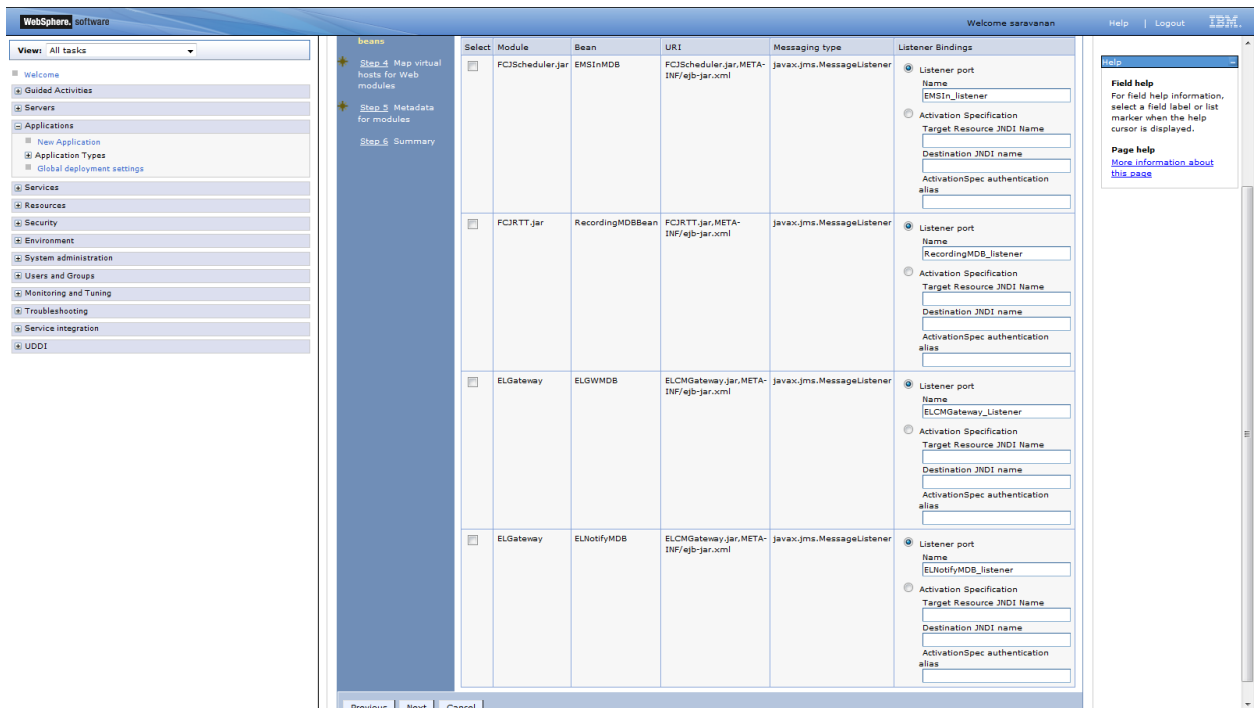 WebSphere. software
Welcome saravanan
Help | Logout
IBM.
View: All tasks
Welcome
Guided Activities
Servers
Applications
New Application
Application Types
Global deployment settings
Services
Resources
Security
Environment
System administration
Users and Groups
Monitoring and Tuning
Troubleshooting
Service integration
UDDI
beans
Step 4 Map virtual
hosts for Web
modules
Step 5 Metadata
for modules
Step 6 Summary
Select Module Bean URI Messaging type Listener Bindings
FCJScheduler.jar EMSInMDB FCJScheduler.jar,META-
INF/ejb-jar.xml
javax.jms.MessageListener
Listener port
Name
EMSIn_listener
Activation Specification
Target Resource JNDI Name
Destination JNDI name
ActivationSpec authentication
alias
FCJRTT.jar RecordingMDBBean FCJRTT.jar,META-
INF/ejb-jar.xml
javax.jms.MessageListener
Listener port
Name
RecordingMDB_listener
Activation Specification
Target Resource JNDI Name
Destination JNDI name
ActivationSpec authentication
alias
ELGateway ELGWMDB ELCMGateway.jar,META-
INF/ejb-jar.xml
javax.jms.MessageListener
Listener port
Name
ELCMGateway_Listener
Activation Specification
Target Resource JNDI Name
Destination JNDI name
ActivationSpec authentication
alias
ELGateway ELNotifyMDB ELCMGateway.jar,META-
INF/ejb-jar.xml
javax.jms.MessageListener
Listener port
Name
ELNotifyMDB_listener
Activation Specification
Target Resource JNDI Name
Destination JNDI name
ActivationSpec authentication
alias
Previous Next Cancel
Help
Field help
For field help information,
select a field label or list
marker when the help
cursor is displayed.
Page help
More information about
this page